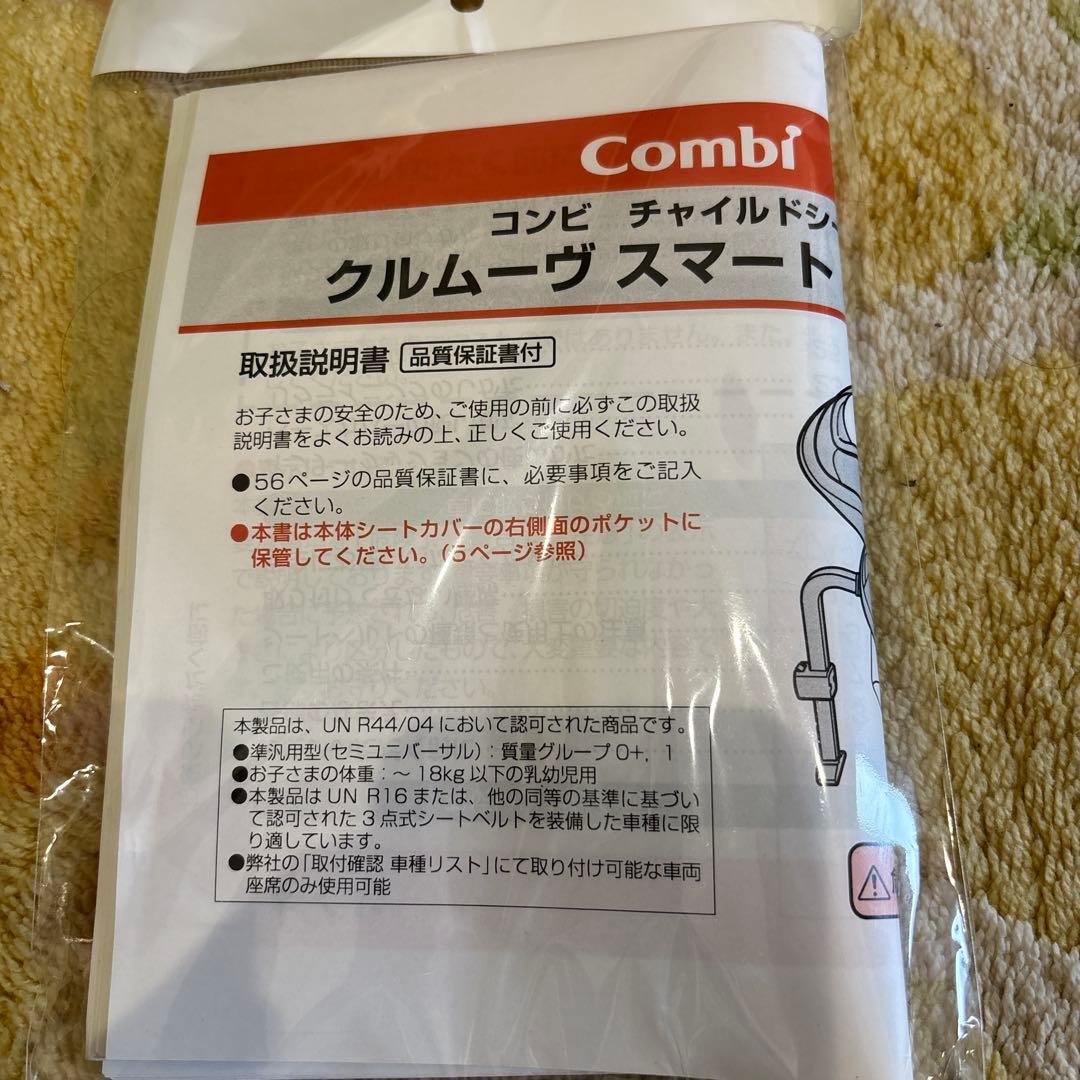 Combi
コンビ チャイルドシー
クルムーヴ スマート
取扱説明書 品質保証書付
お子さまの安全のため、ご使用の前に必ずこの取扱
説明書をよくお読みの上、正しくご使用ください。
●56ページの品質保証書に、必要事項をご記入
ください。
●本書は本体シートカバーの右側面のポケットに
保管してください。(5ページ参照)
本製品は、UN R44/04において認可された商品です。
●準汎用型(セミユニバーサル):質量グループ0+, 1
●お子さまの体重:～18kg以下の乳幼児用
●本製品はUN R16または、他の同等の基準に基づい
て認可された3点式シートベルトを装備した車種に限
り適しています。
●弊社の「取付確認 車種リスト」にて取り付け可能な車両
座席のみ使用可能